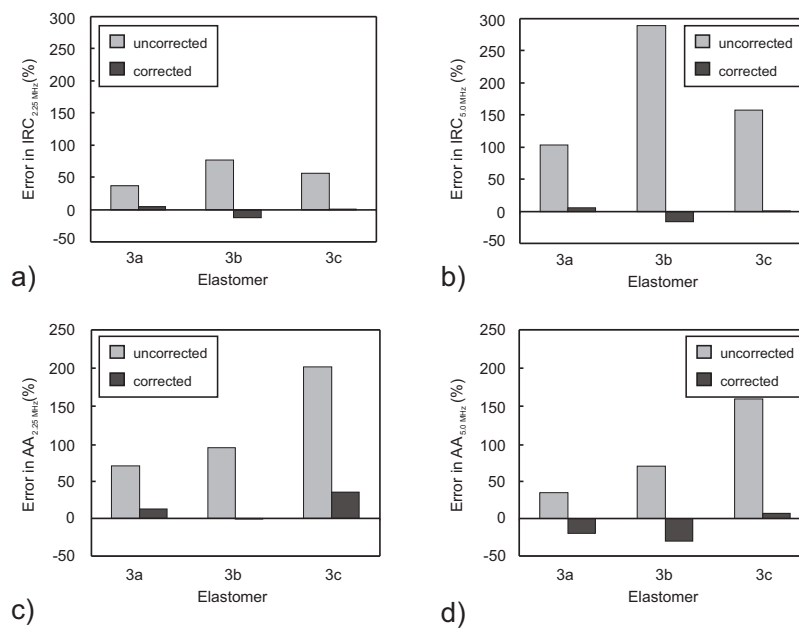 300
250
200
150
100
50
0
-50
Error in IRC2.25 MHz (%)
uncorrected
corrected
3a 3b 3c
Elastomer
a)
300
250
200
150
100
50
0
-50
Error in IRC5.0 MHz (%)
uncorrected
corrected
3a 3b 3c
Elastomer
b)
250
200
150
100
50
0
-50
Error in AA2.25 MHz (%)
uncorrected
corrected
3a 3b 3c
Elastomer
c)
250
200
150
100
50
0
-50
Error in AA5.0 MHz (%)
uncorrected
corrected
3a 3b 3c
Elastomer
d)